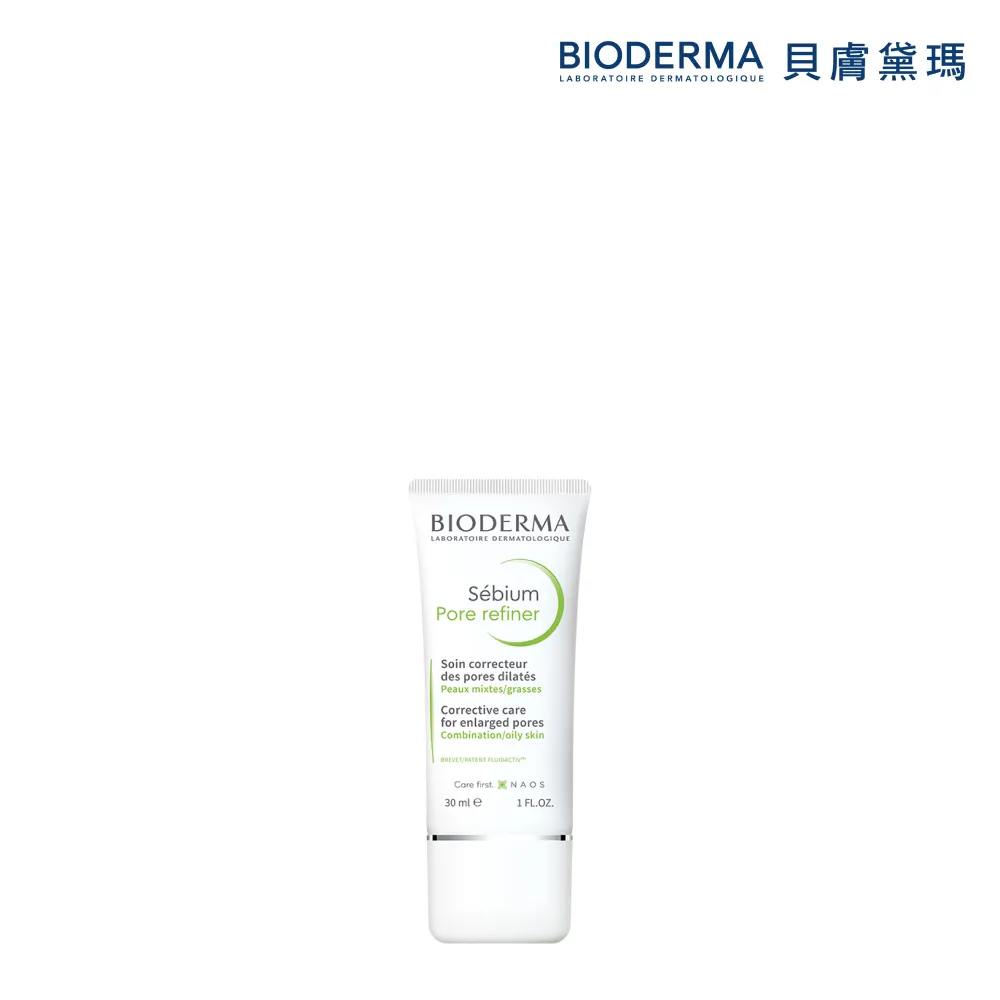 BIODERMA 貝膚黛瑪
LABORATOIRE DERMATOLOGIQUE
BIODERMA
LABORATOIRE DERMATOLOGIQUE
Sébium
Pore refiner
Soin correcteur
des pores dilatés
Peaux mixtes/grasses
Corrective care
for enlarged pores
Combination/oily skin
BREVET/PATENT FLUIDACTIV™
Care first. NAOS
30 ml ℮ 1 FL.OZ.